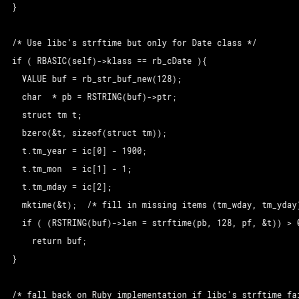 }
/* Use libc's strftime but only for Date class */
if ( RBASIC(self)->klass == rb_cDate ){
VALUE buf = rb_str_buf_new(128);
char * pb = RSTRING(buf)->ptr;
struct tm t;
bzero(&t, sizeof(struct tm));
t.tm_year = ic[0] - 1900;
t.tm_mon = ic[1] - 1;
t.tm_mday = ic[2];
mktime(&t); /* fill in missing items (tm_wday, tm_yday
if ( (RSTRING(buf)->len = strftime(pb, 128, pf, &t)) >
return buf;
}
/* fall back on Ruby implementation if libc's strftime